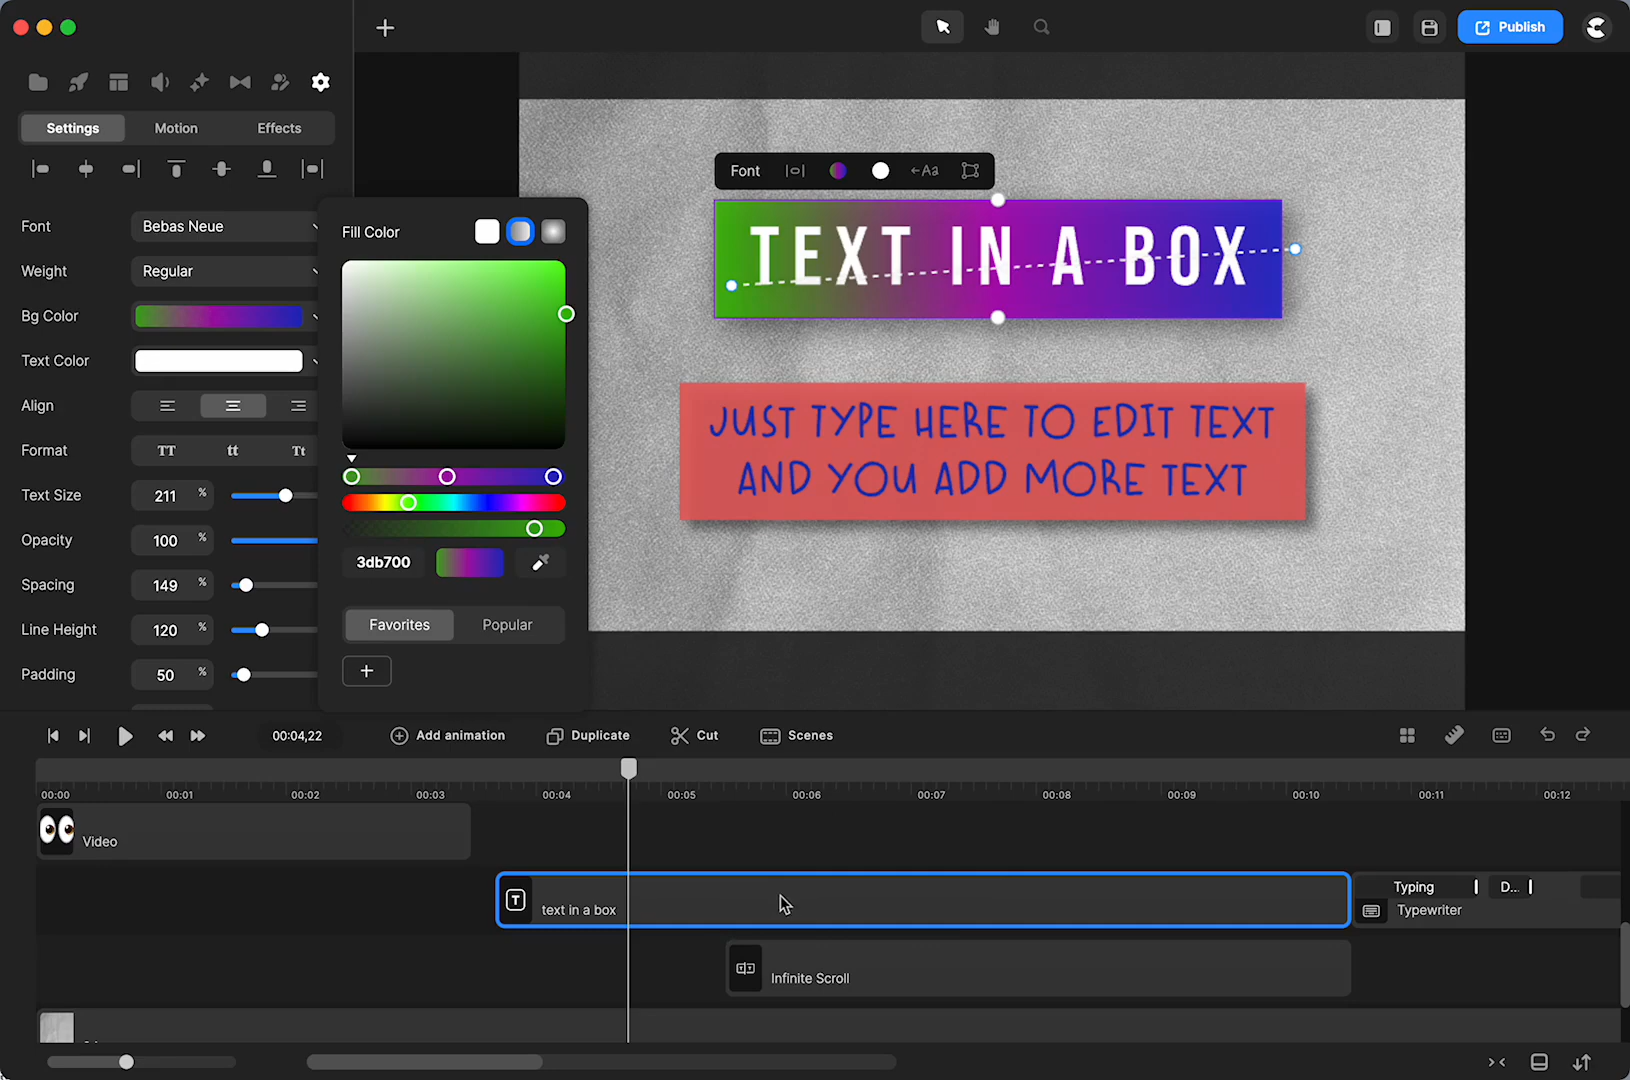 Publish
Settings
Motion
Effects
Font
Aa
TEXT IN A BOX
JUST TYPE HERE TO EDIT TEXT
AND YOU ADD MORE TEXT
Font
Bebas Neue
Weight
Regular
Bg Color
Text Color
Align
Format
TT
tt
Tt
Text Size
211 %
Opacity
100 %
Spacing
149 %
Line Height
120 %
Padding
50 %
Fill Color
3db700
Favorites
Popular
+
00:04,22
Add animation
Duplicate
Cut
Scenes
00:00
00:01
00:02
00:03
00:04
00:05
00:06
00:07
00:08
00:09
00:10
00:11
00:12
Video
T
text in a box
Typing
D...
Typewriter
Infinite Scroll